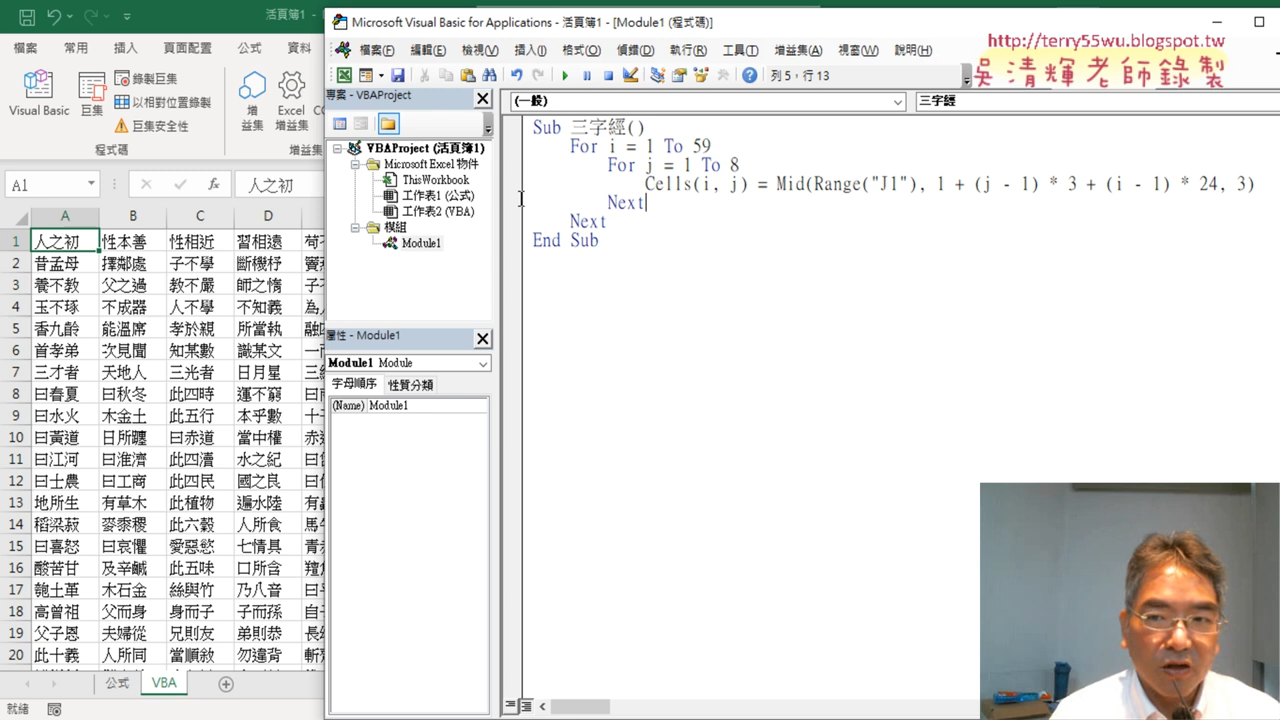 活頁簿1 -
Microsoft Visual Basic for Applications - 活頁簿1 - [Module1 (程式碼)]
http://terry55wu.blogspot.tw
吳清輝老師錄製
檔案 常用 插入 頁面配置 公式 資料
檔案(F) 編輯(E) 檢視(V) 插入(I) 格式(O) 偵錯(D) 執行(R) 工具(T) 增益集(A) 視窗(W) 說明(H)
列 5，行 13
Visual Basic
巨集
錄製巨集
以相對位置錄製
巨集安全性
增益集
Excel 增益集
程式碼
專案 - VBAProject
VBAProject (活頁簿1)
Microsoft Excel 物件
ThisWorkbook
工作表1 (公式)
工作表2 (VBA)
模組
Module1
屬性 - Module1
Module1 Module
字母順序 性質分類
(Name) Module1
(一般)
三字經
Sub 三字經()
For i = 1 To 59
For j = 1 To 8
Cells(i, j) = Mid(Range("J1"), 1 + (j - 1) * 3 + (i - 1) * 24, 3)
Next
Next
End Sub
A1 fx 人之初
A B C D
1 人之初 性本善 性相近 習相遠
2 昔孟母 擇鄰處 子不學 斷機杼
3 養不教 父之過 教不嚴 師之惰
4 玉不琢 不成器 人不學 不知義
5 香九齡 能溫席 孝於親 所當執
6 首孝弟 次見聞 知某數 識某文
7 三才者 天地人 三光者 日月星
8 曰春夏 曰秋冬 此四時 運不窮
9 曰水火 木金土 此五行 本乎數
10 曰黃道 日所躔 曰赤道 當中權
11 曰江河 曰淮濟 此四瀆 水之紀
12 曰士農 曰工商 此四民 國之良
13 地所生 有草木 此植物 遍水陸
14 稻粱菽 麥黍稷 此六穀 人所食
15 曰喜怒 曰哀懼 愛惡慾 七情具
16 酸苦甘 及辛鹹 此五味 口所含
17 匏土革 木石金 絲與竹 乃八音
18 高曾祖 父而身 身而子 子而孫
19 父子恩 夫婦從 兄則友 弟則恭
20 此十義 人所同 當順敘 勿違背
公式 VBA
就緒